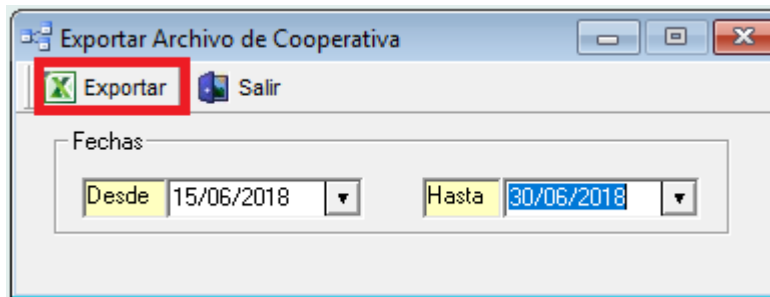 Exportar Archivo de Cooperativa
Exportar Salir
Fechas
Desde 15/06/2018 Hasta 30/06/2018